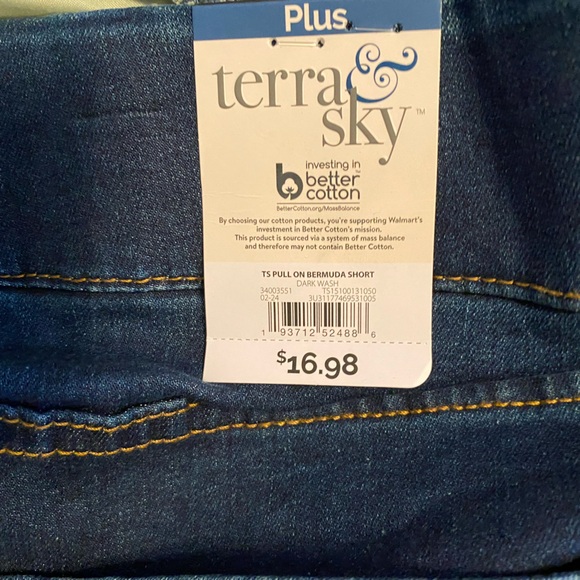 Plus
terra &
sky™
investing in
better
cotton
BetterCotton.org/MassBalance
By choosing our cotton products, you're supporting Walmart's
investment in Better Cotton's mission.
This product is sourced via a system of mass balance
and therefore may not contain Better Cotton.
TS PULL ON BERMUDA SHORT
DARK WASH
34003551 TS15100131050
02-24 3U31177469531005
1 93712 52488 6
$16.98